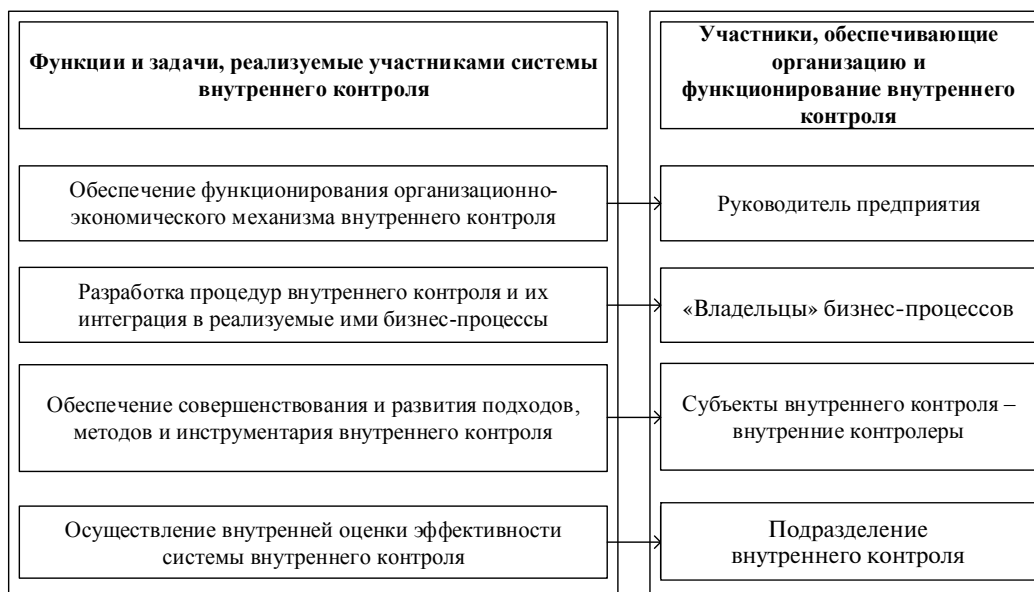 Функции и задачи, реализуемые участниками системы
внутреннего контроля
Участники, обеспечивающие
организацию и
функционирование внутреннего
контроля
Обеспечение функционирования организационно-
экономического механизма внутреннего контроля
Руководитель предприятия
Разработка процедур внутреннего контроля и их
интеграция в реализуемые ими бизнес-процессы
«Владельцы» бизнес-процессов
Обеспечение совершенствования и развития подходов,
методов и инструментария внутреннего контроля
Субъекты внутреннего контроля –
внутренние контролеры
Осуществление внутренней оценки эффективности
системы внутреннего контроля
Подразделение
внутреннего контроля